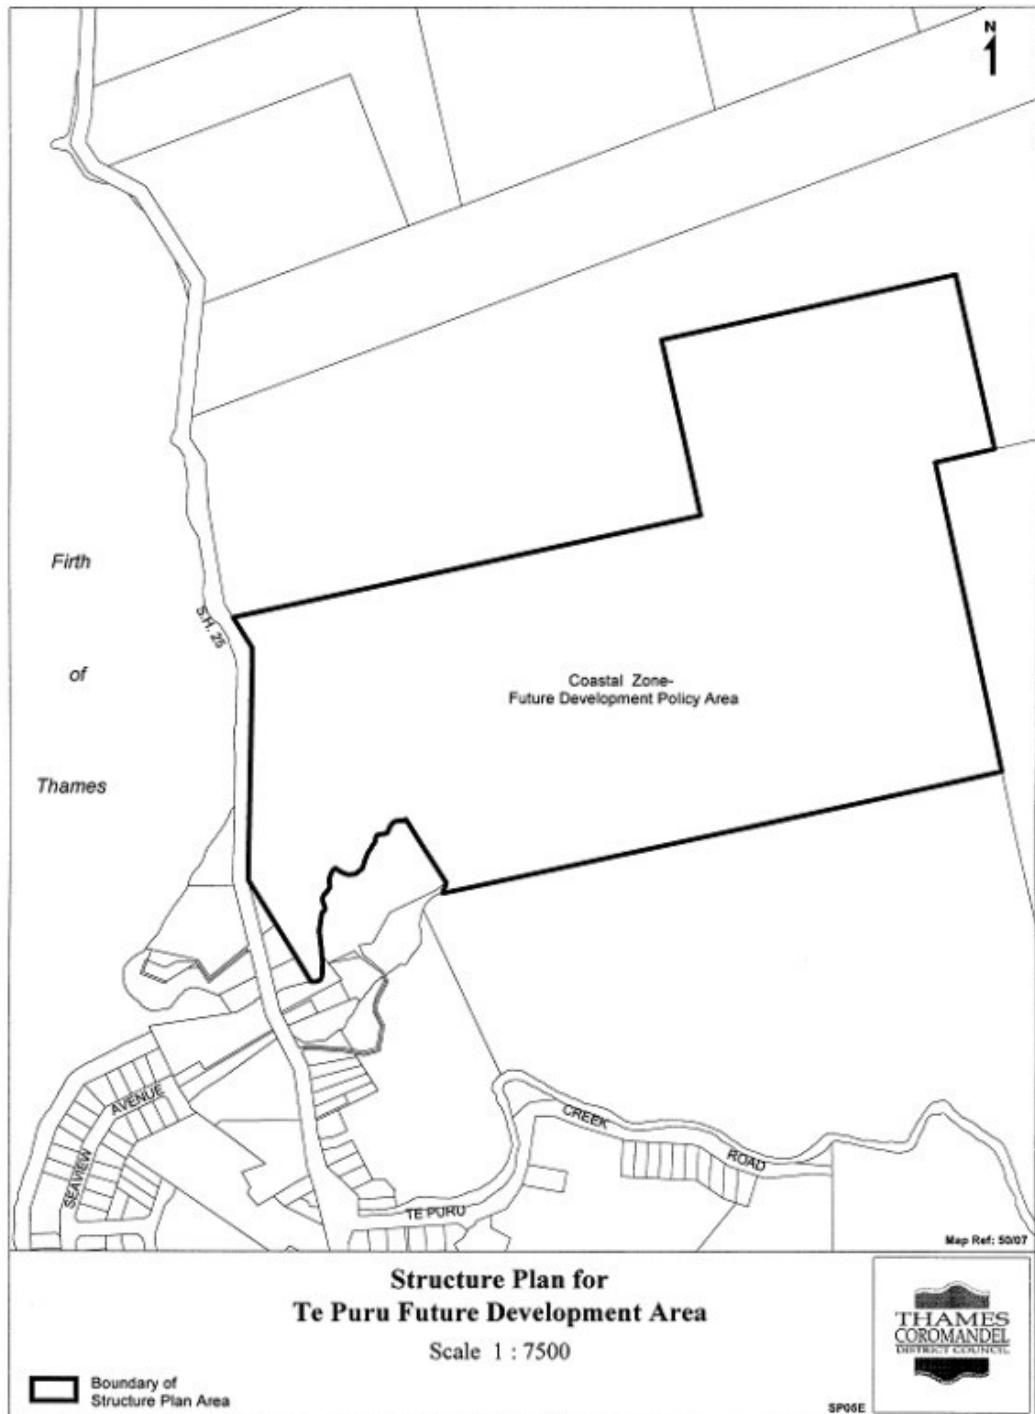 N
Firth
of
Thames
S.H. 25
Coastal Zone-
Future Development Policy Area
SEAVIEW
AVENUE
TE PURU
CREEK
ROAD
Map Ref: 50/07
Structure Plan for
Te Puru Future Development Area
Scale 1 : 7500
Boundary of
Structure Plan Area
THAMES
COROMANDEL
DISTRICT COUNCIL
SP05E